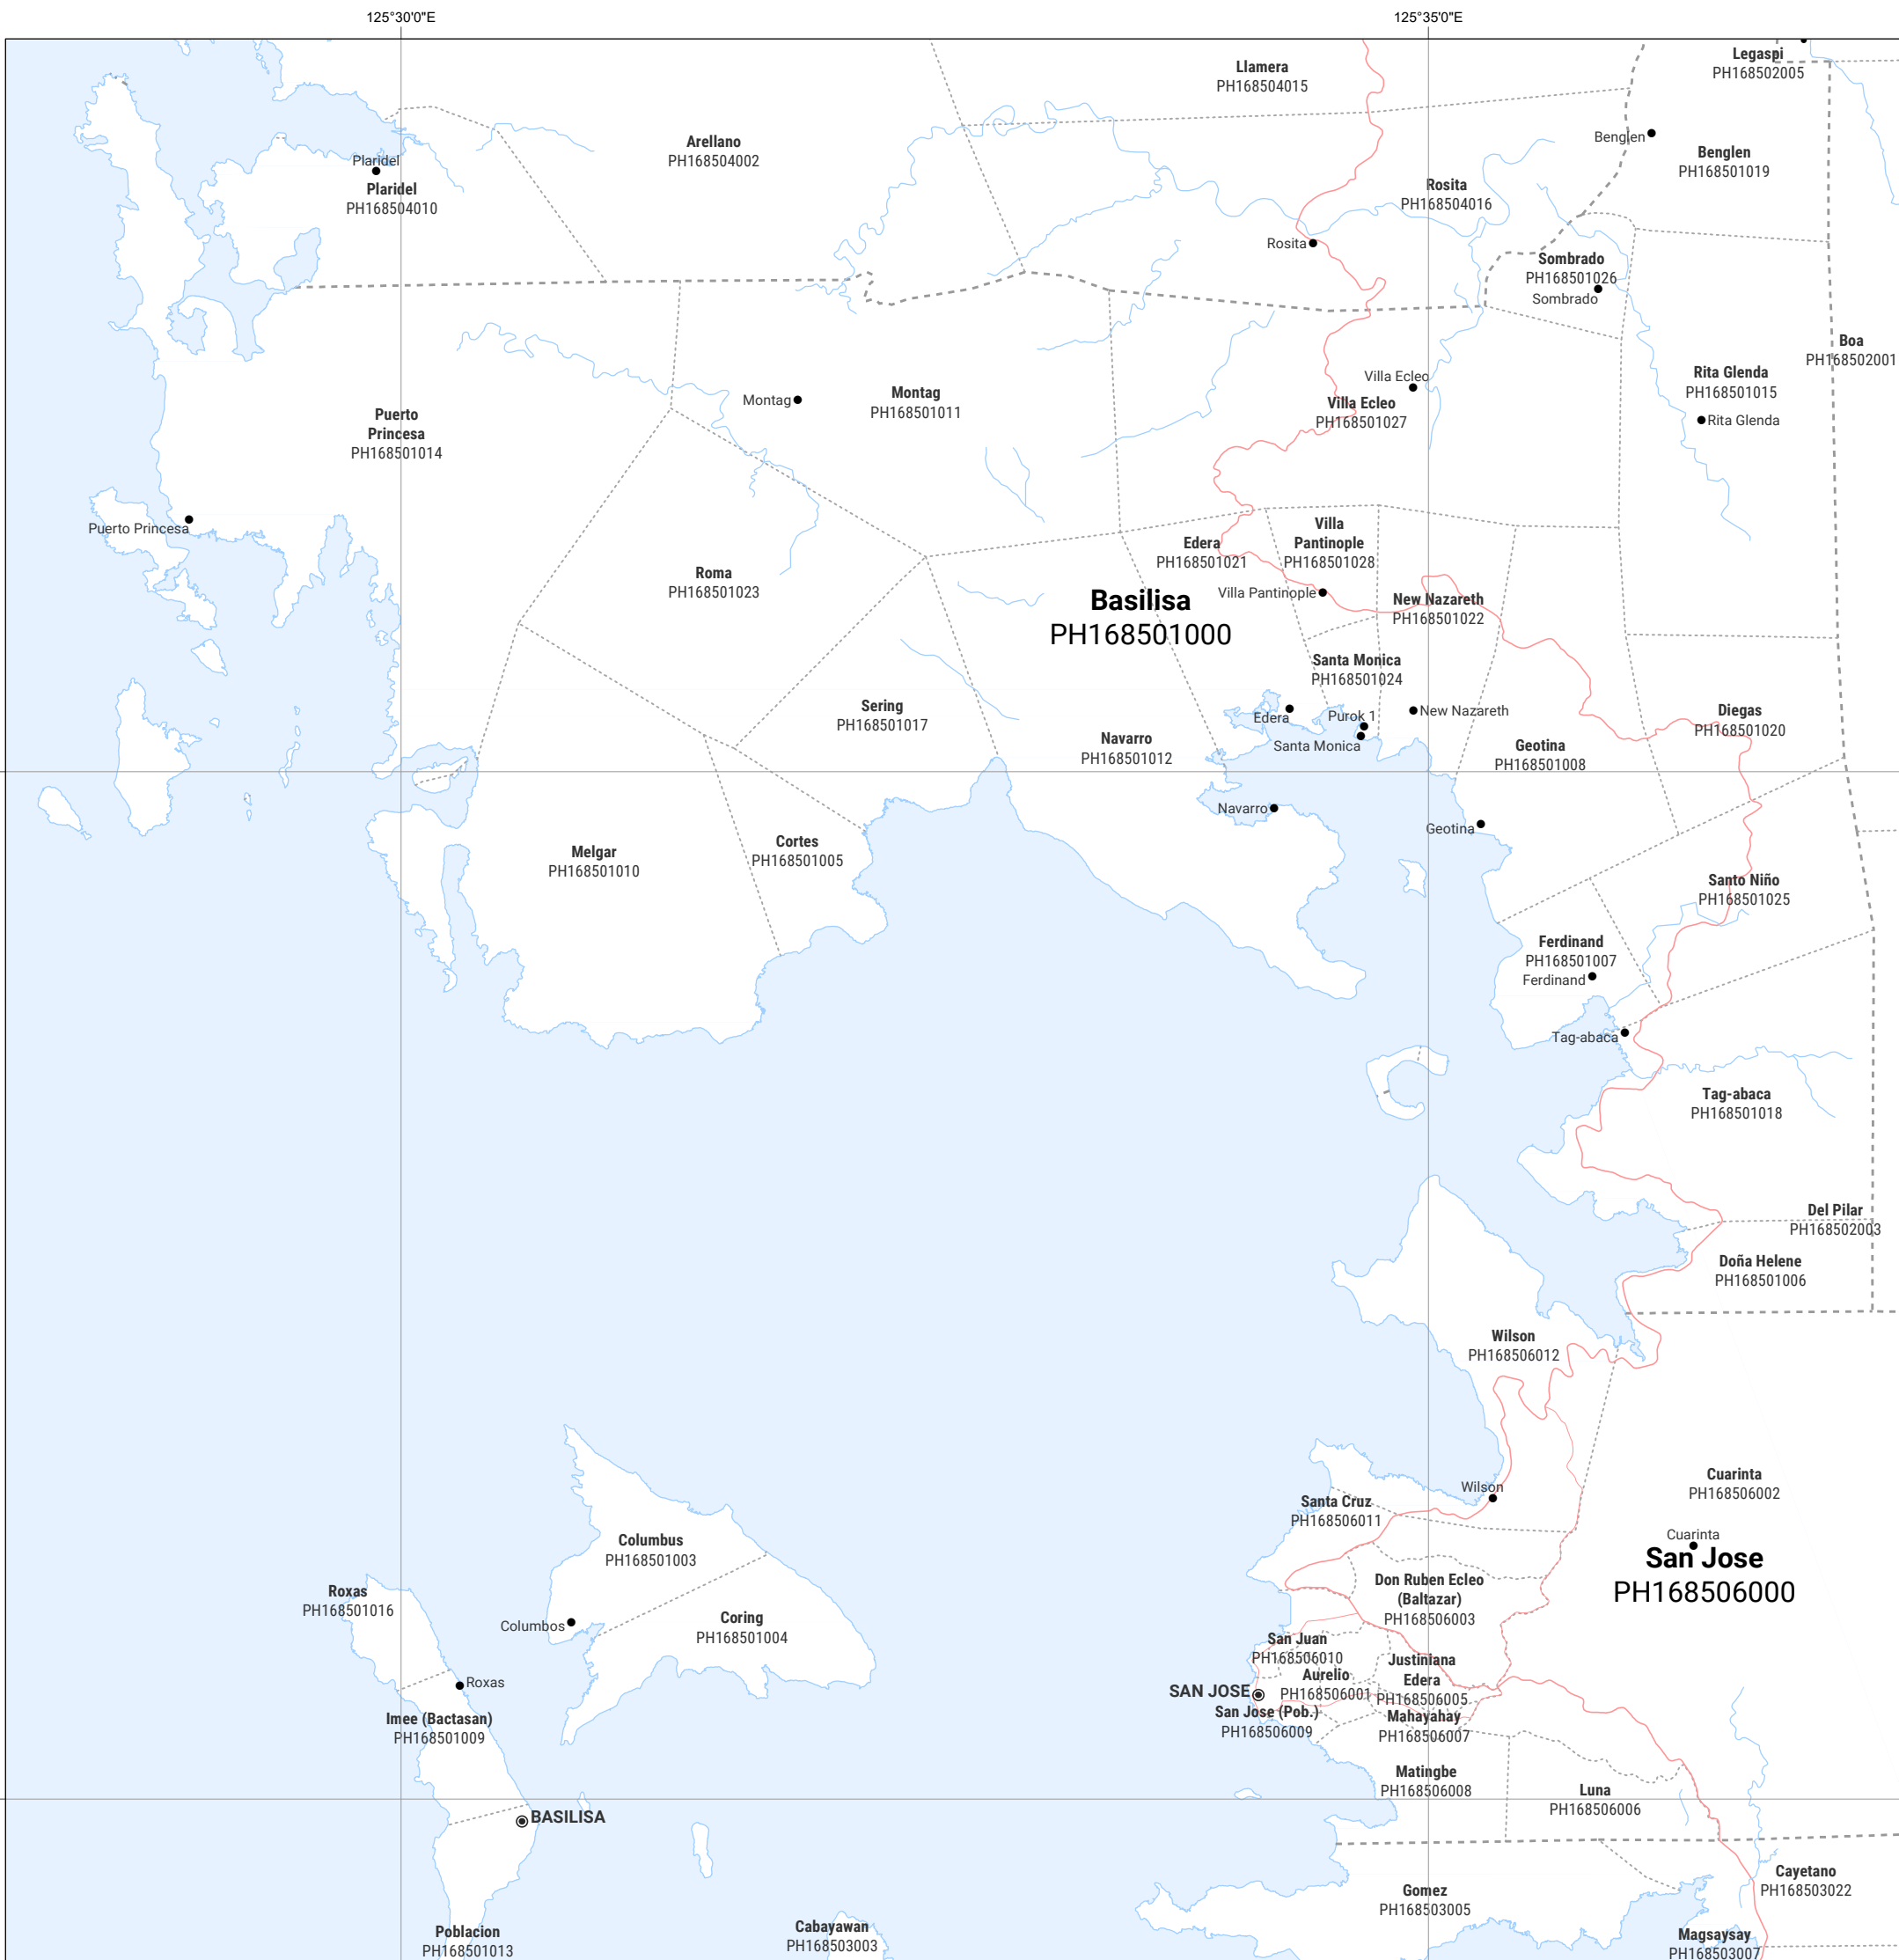 125°30'0"E
125°35'0"E
Legaspi
PH168502005
Llamera
PH168504015
Benglen
Benglen
PH168501019
Arellano
PH168504002
Plaridel
Plaridel
PH168504010
Rosita
PH168504016
Rosita
Sombrado
PH168501026
Sombrado
Boa
PH168502001
Rita Glenda
PH168501015
Rita Glenda
Villa Ecleo
Villa Ecleo
PH168501027
Montag
Montag
PH168501011
Puerto
Princesa
PH168501014
Puerto Princesa
Villa
Pantinople
PH168501028
Edera
PH168501021
Roma
PH168501023
Basilisa
PH168501000
Villa Pantinople
New Nazareth
PH168501022
Santa Monica
PH168501024
Sering
PH168501017
Edera
Purok 1
New Nazareth
Santa Monica
Diegas
PH168501020
Navarro
PH168501012
Geotina
PH168501008
Navarro
Geotina
Cortes
PH168501005
Melgar
PH168501010
Santo Niño
PH168501025
Ferdinand
PH168501007
Ferdinand
Tag-abaca
Tag-abaca
PH168501018
Del Pilar
PH168502003
Doña Helene
PH168501006
Wilson
PH168506012
Wilson
Cuarinta
PH168506002
Cuarinta
Santa Cruz
PH168506011
San Jose
PH168506000
Columbus
PH168501003
Roxas
PH168501016
Don Ruben Ecleo
(Baltazar)
PH168506003
Columbos
Coring
PH168501004
San Juan
PH168506010
Justiniana
Edera
PH168506005
Aurelio
PH168506001
Roxas
SAN JOSE
San Jose (Pob.)
PH168506009
Imee (Bactasan)
PH168501009
Mahayahay
PH168506007
Matingbe
PH168506008
Luna
PH168506006
BASILISA
Cayetano
PH168503022
Gomez
PH168503005
Poblacion
PH168501013
Cabayawan
PH168503003
Magsaysay
PH168503007